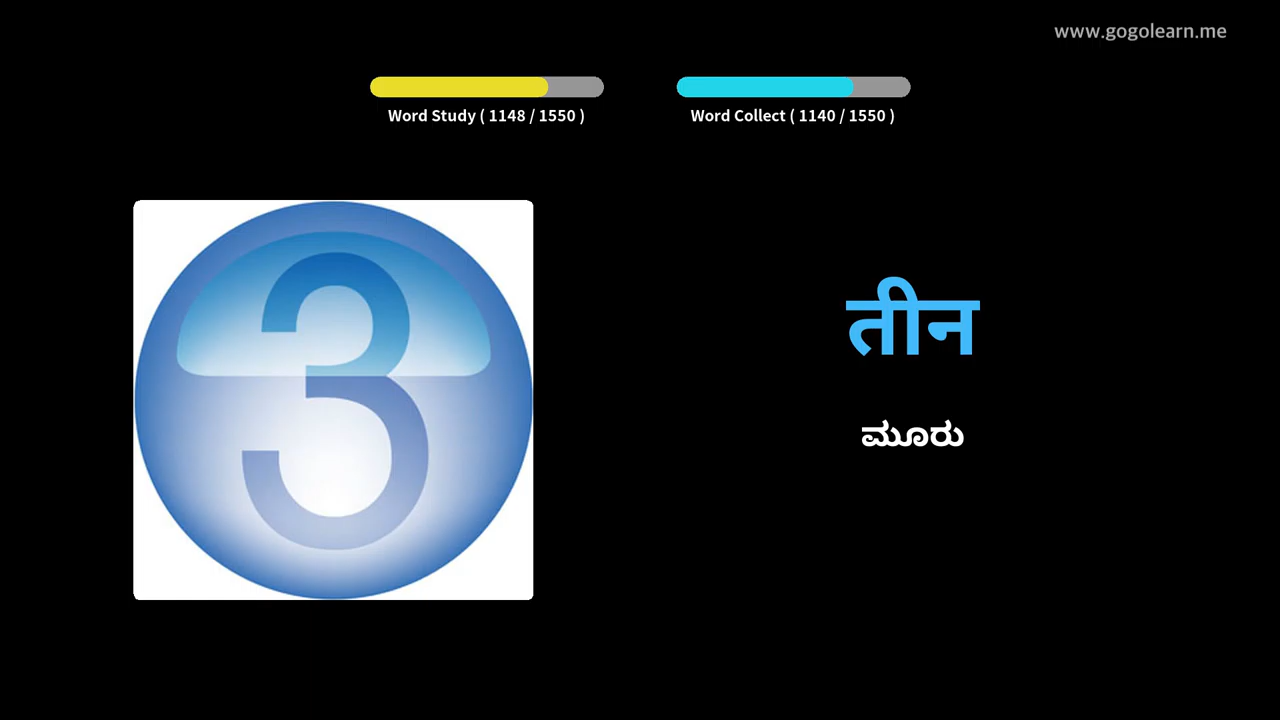 www.gogolearn.me
Word Study ( 1148 / 1550 )
Word Collect ( 1140 / 1550 )
3
तीन
ಮೂರು